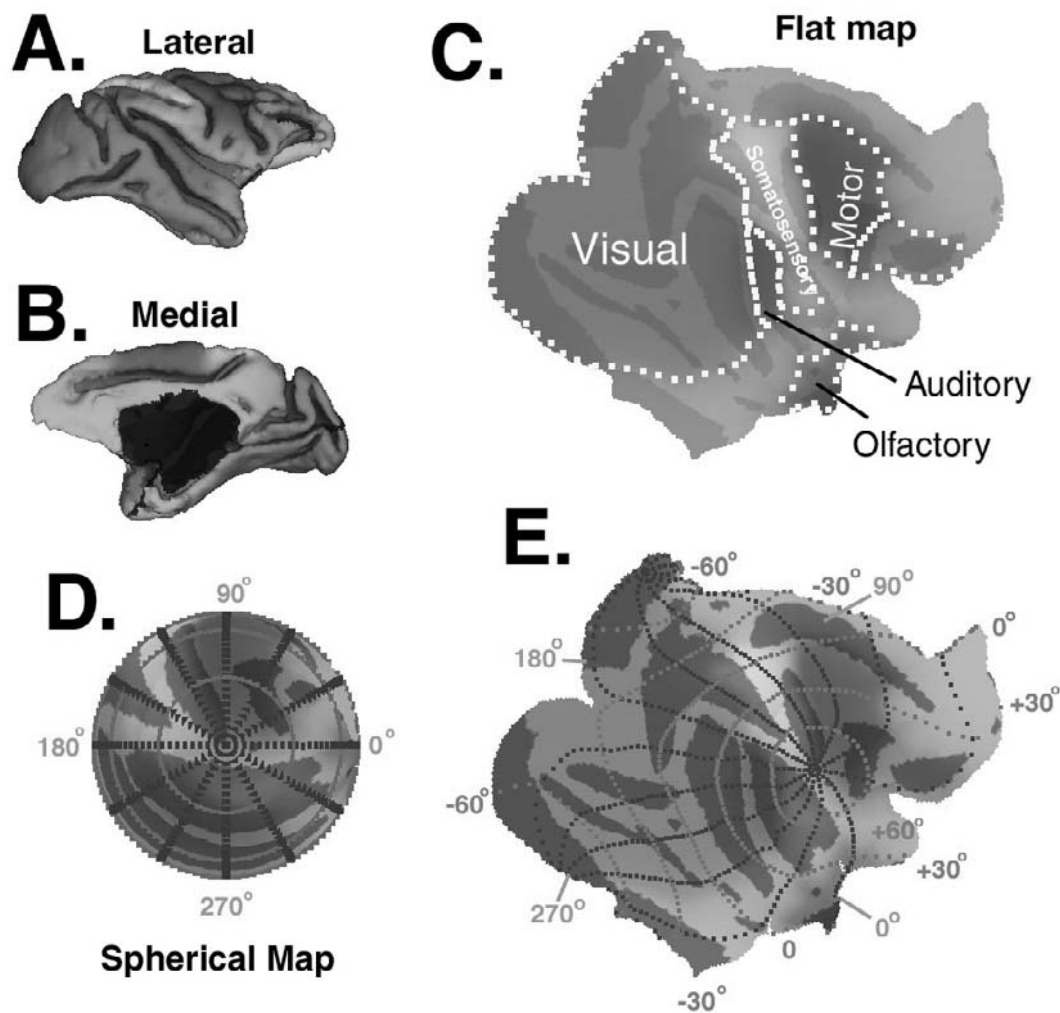 A.
Lateral
B.
Medial
C.
Flat map
Visual
Somatosensory
Motor
Auditory
Olfactory
D.
90°
180°
0°
270°
Spherical Map
E.
-60°
-30°
90°
0°
180°
+30°
-60°
+60°
+30°
270°
0°
0
-30°